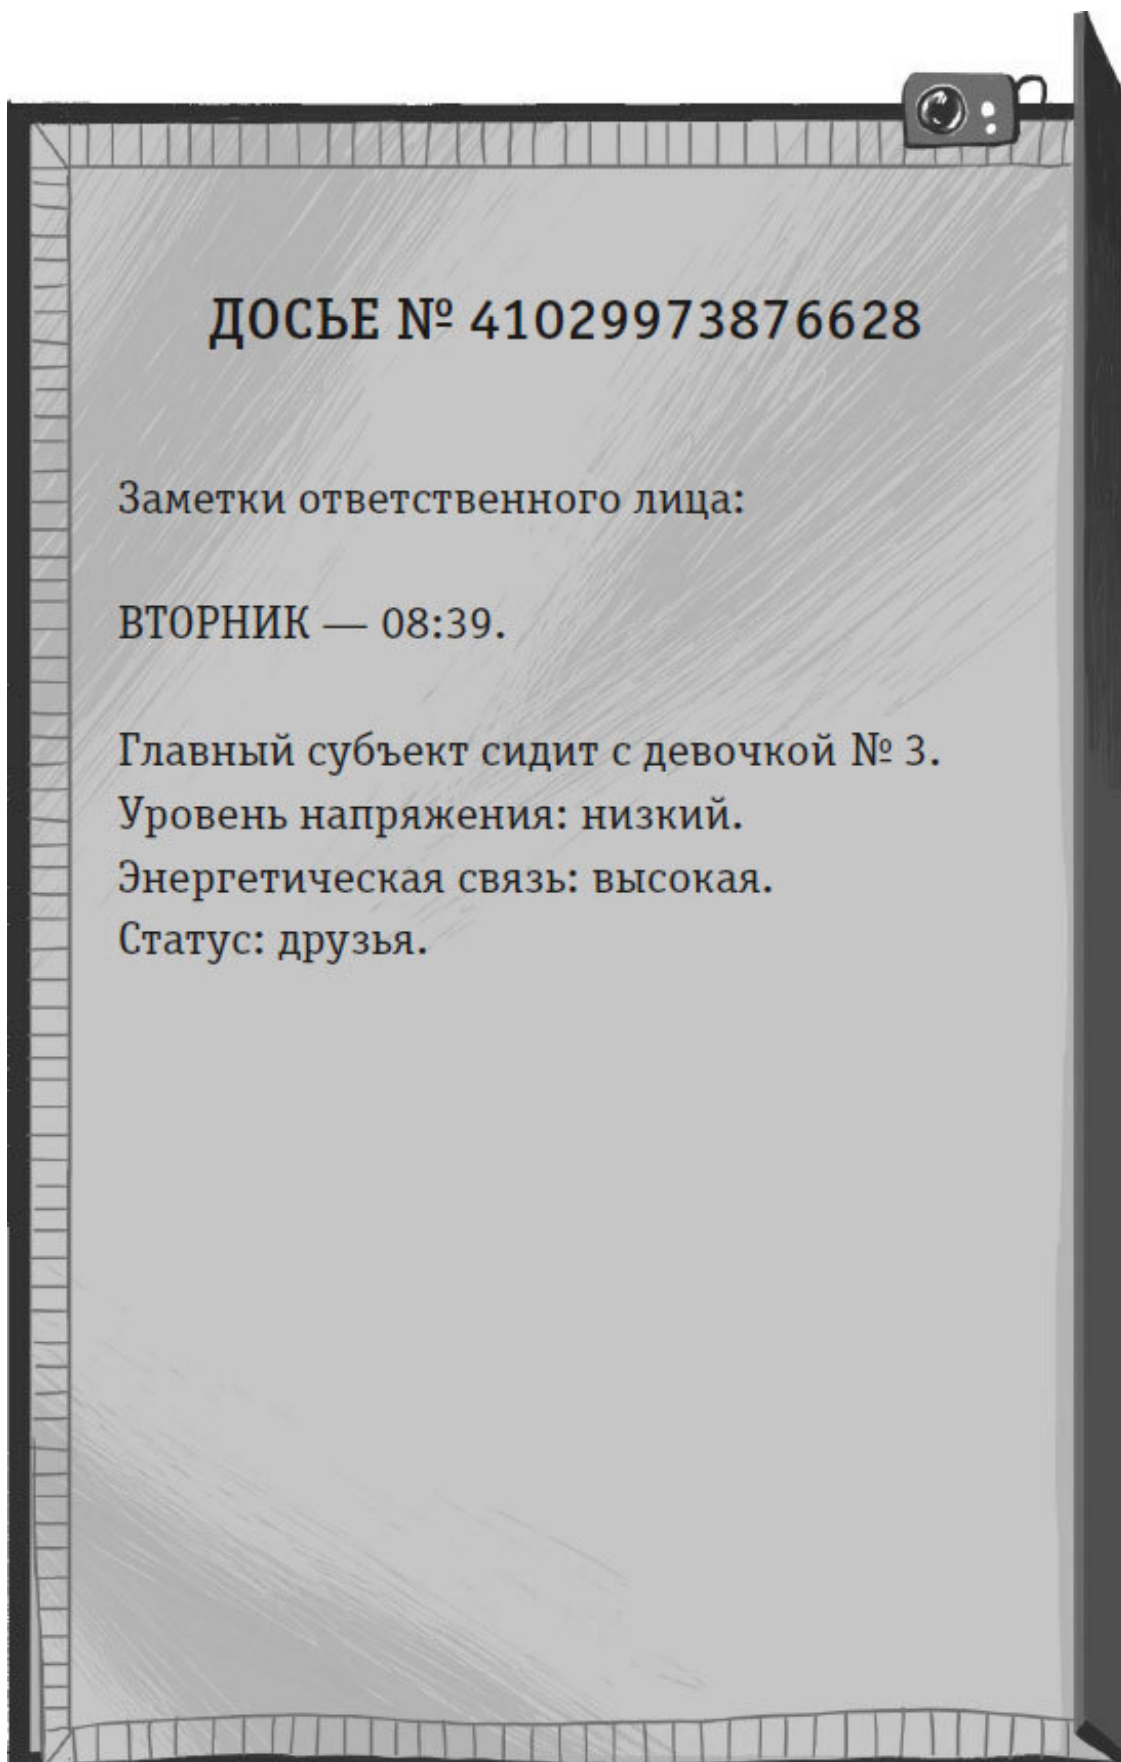 ДОСЬЕ № 41029973876628
Заметки ответственного лица:
ВТОРНИК — 08:39.
Главный субъект сидит с девочкой № 3.
Уровень напряжения: низкий.
Энергетическая связь: высокая.
Статус: друзья.